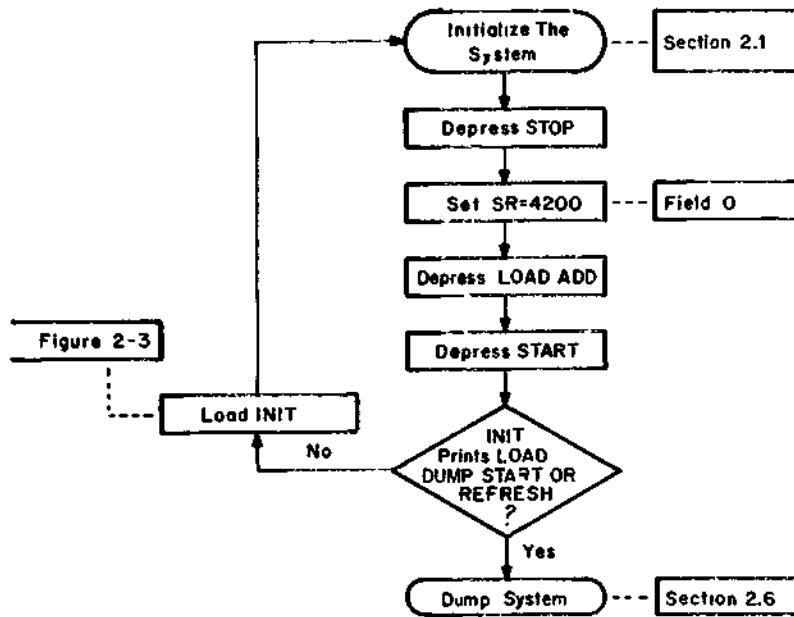 Initialize The
System
Section 2.1
Depress STOP
Set SR=4200
Field 0
Depress LOAD ADD
Figure 2-3
Depress START
Load INIT
No
INIT
Prints LOAD
DUMP START OR
REFRESH
?
Yes
Dump System
Section 2.6